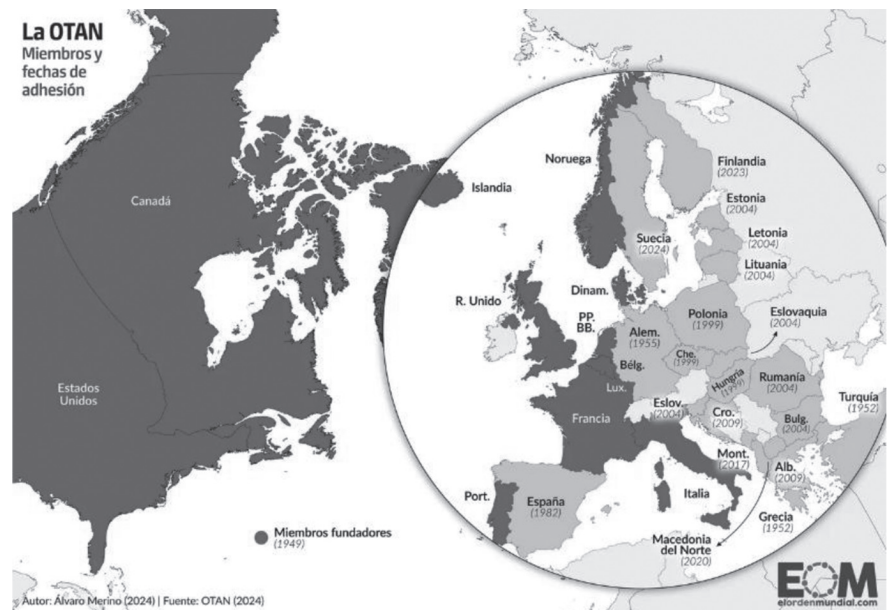 La OTAN
Miembros y
fechas de
adhesión
Canadá
Estados
Unidos
Miembros fundadores
(1949)
Islandia
Noruega
Finlandia
(2023)
Estonia
(2004)
Suecia
(2024)
Letonia
(2004)
Lituania
(2004)
Dinam.
R. Unido
PP.
BB.
Polonia
(1999)
Eslovaquia
(2004)
Alem.
(1955)
Che.
(1999)
Bélg.
Lux.
Hungría
(1999)
Rumanía
(2004)
Eslov.
(2004)
Turquía
(1952)
Francia
Cro.
(2009)
Bulg.
(2004)
Mont.
(2017)
Alb.
(2009)
Port.
España
(1982)
Italia
Grecia
(1952)
Macedonia
del Norte
(2020)
EOM
elordenmundial.com
Autor: Álvaro Merino (2024) | Fuente: OTAN (2024)